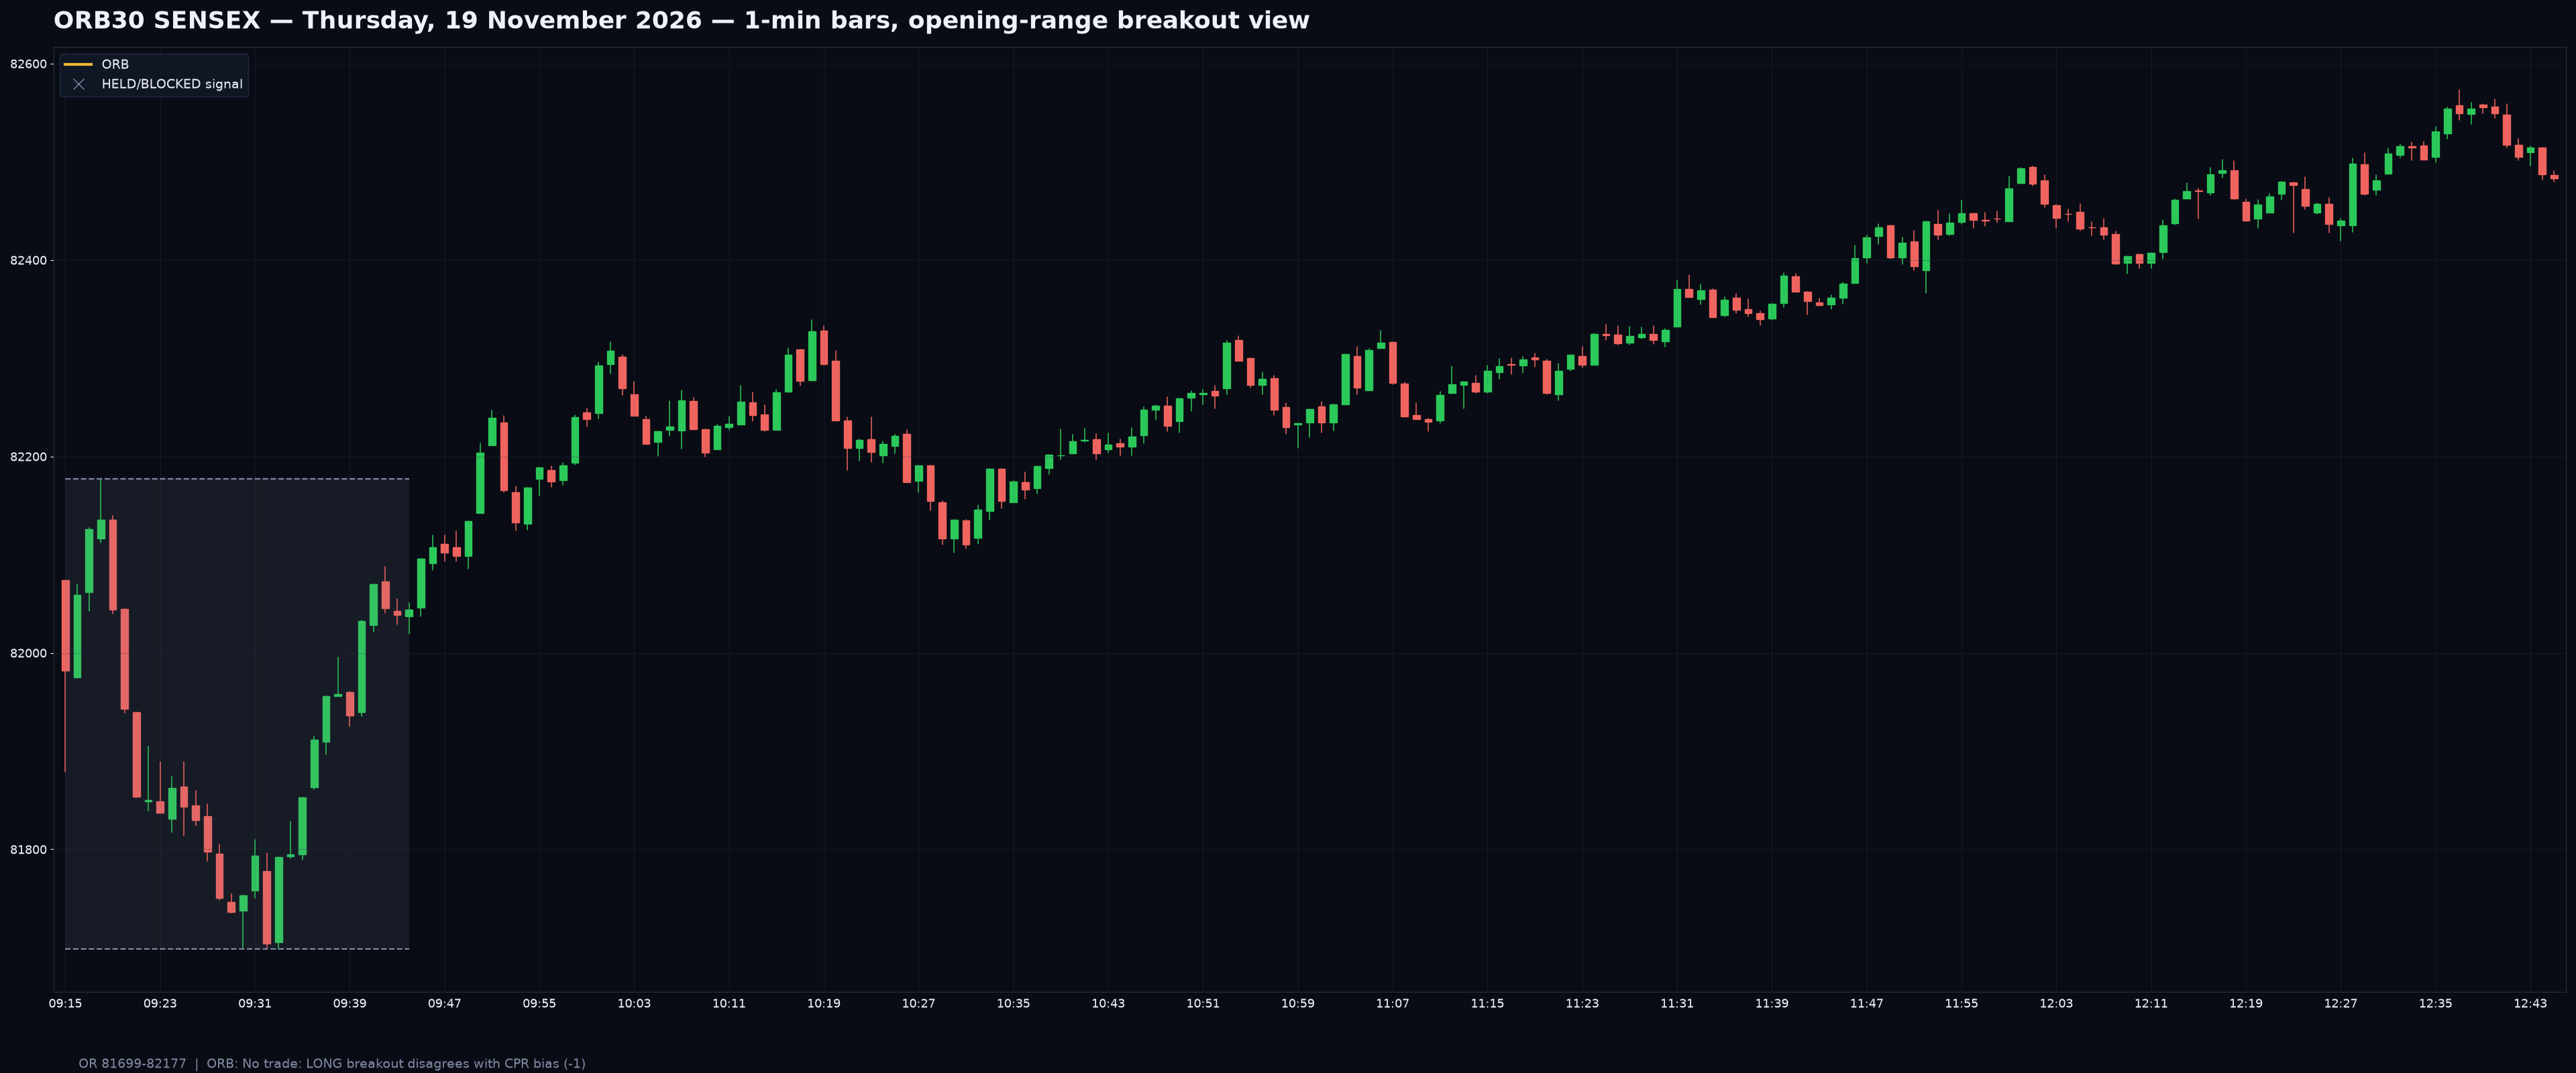 ORB30 SENSEX — Thursday, 19 November 2026 — 1-min bars, opening-range breakout view
ORB
HELD/BLOCKED signal
82600
82400
82200
82000
81800
09:15 09:23 09:31 09:39 09:47 09:55 10:03 10:11 10:19 10:27 10:35 10:43 10:51 10:59 11:07 11:15 11:23 11:31 11:39 11:47 11:55 12:03 12:11 12:19 12:27 12:35 12:43
OR 81699-82177 | ORB: No trade: LONG breakout disagrees with CPR bias (-1)